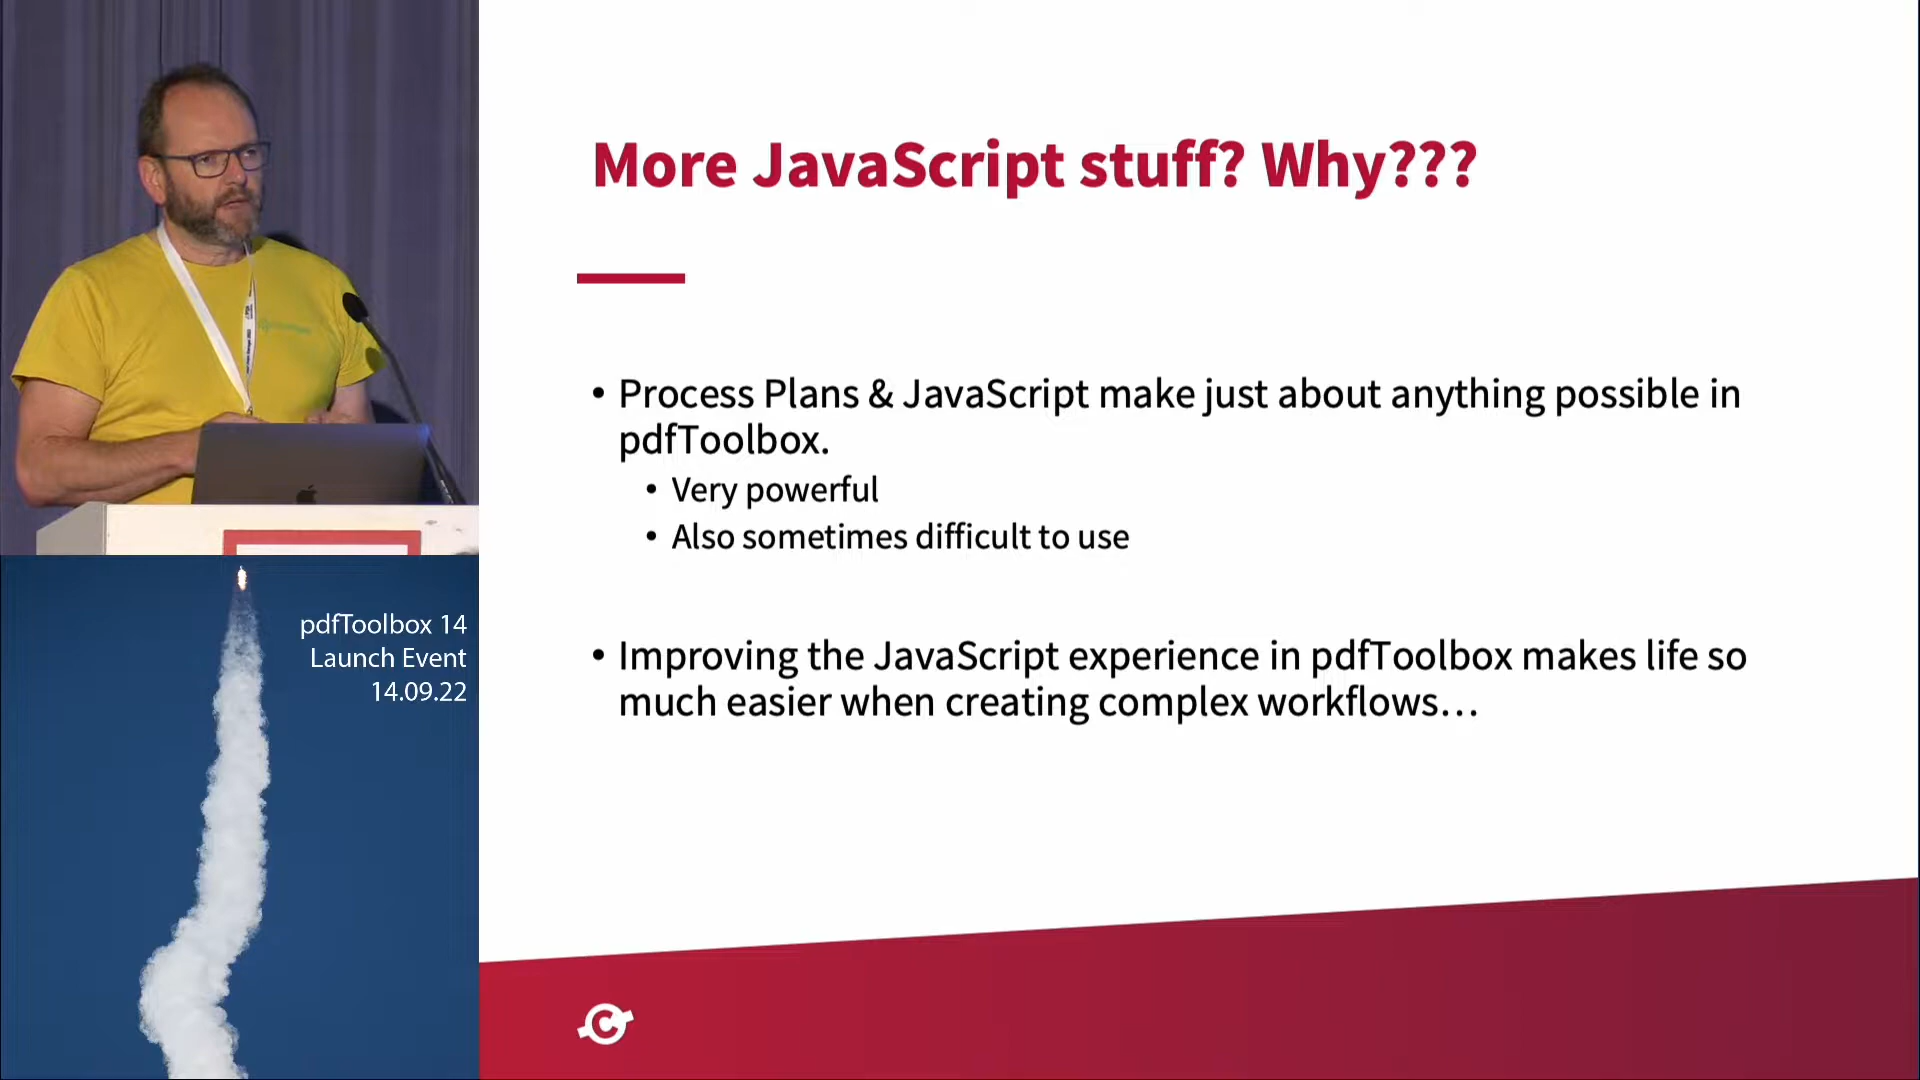 More JavaScript stuff? Why???
• Process Plans & JavaScript make just about anything possible in
pdfToolbox.
• Very powerful
• Also sometimes difficult to use
• Improving the JavaScript experience in pdfToolbox makes life so
much easier when creating complex workflows…
pdfToolbox 14
Launch Event
14.09.22